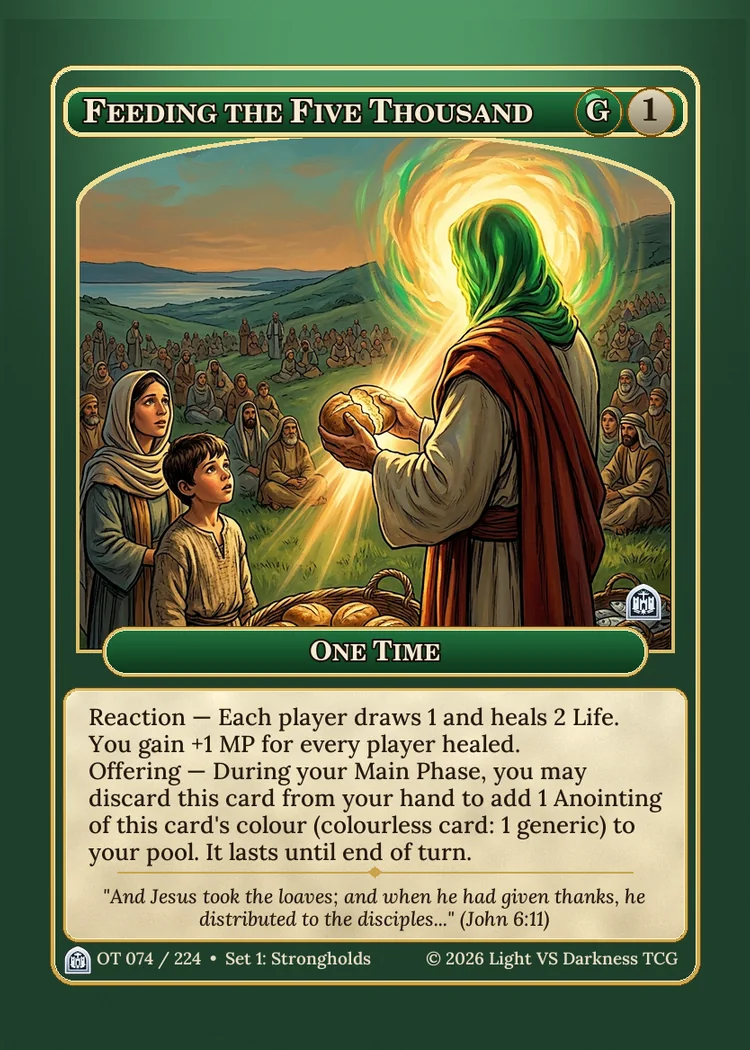 Feeding the Five Thousand G 1
One Time
Reaction — Each player draws 1 and heals 2 Life.
You gain +1 MP for every player healed.
Offering — During your Main Phase, you may
discard this card from your hand to add 1 Anointing
of this card's colour (colourless card: 1 generic) to
your pool. It lasts until end of turn.
"And Jesus took the loaves; and when he had given thanks, he
distributed to the disciples..." (John 6:11)
OT 074 / 224 • Set 1: Strongholds © 2026 Light VS Darkness TCG